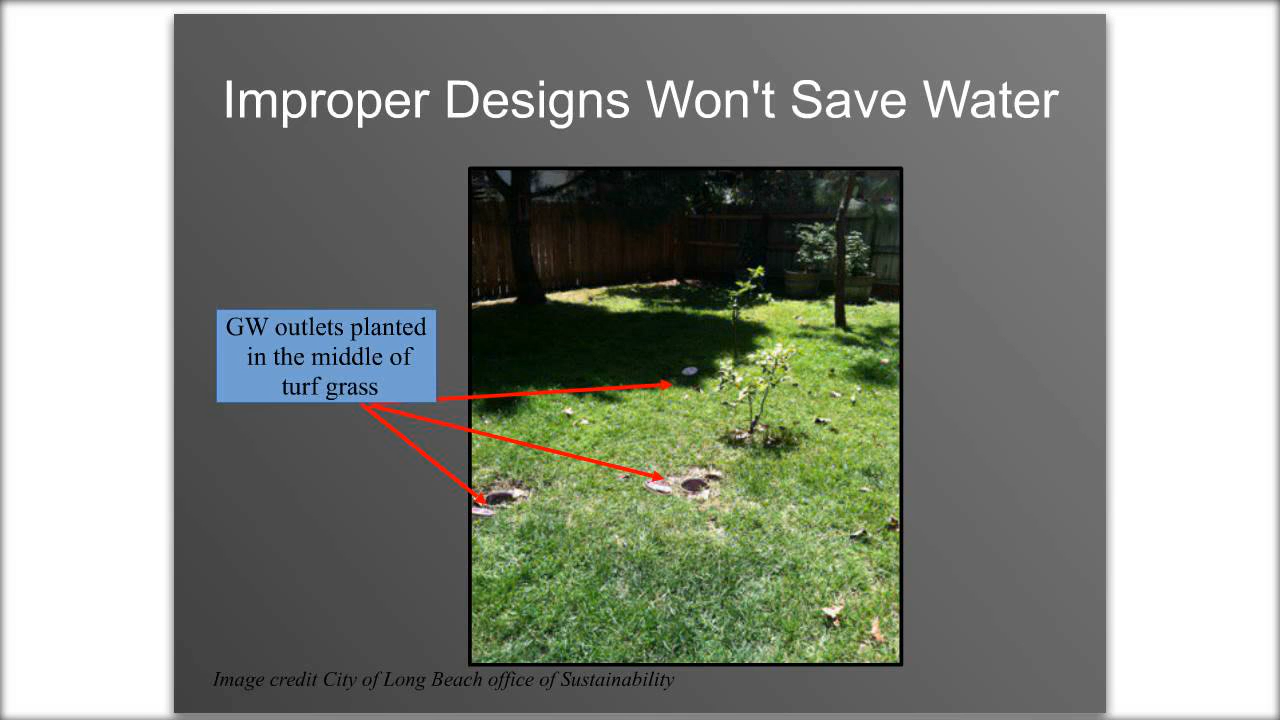 Improper Designs Won't Save Water
GW outlets planted
in the middle of
turf grass
Image credit City of Long Beach office of Sustainability